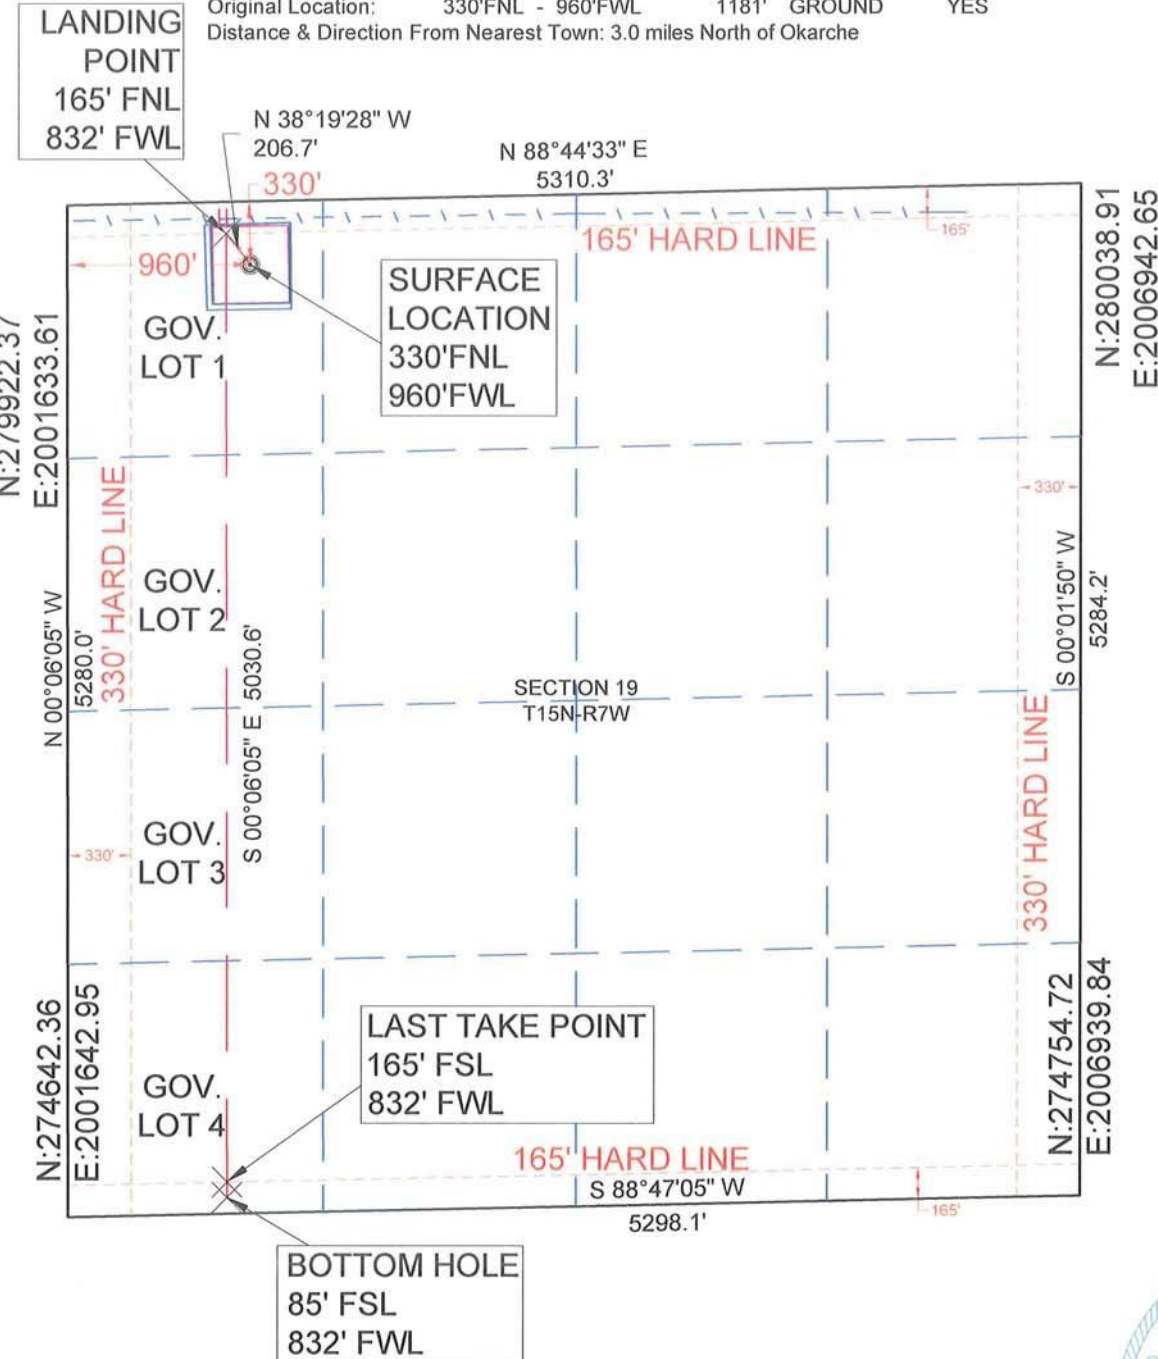 Original Location: 330'FNL - 960'FWL 1181' GROUND YES
Distance & Direction From Nearest Town: 3.0 miles North of Okarche
LANDING
POINT
165' FNL
832' FWL
N 38°19'28" W
206.7'
N 88°44'33" E
5310.3'
330'
165'
165' HARD LINE
960'
SURFACE
LOCATION
330'FNL
960'FWL
N:279922.37
E:2001633.61
N:280038.91
E:2006942.65
GOV.
LOT 1
330' HARD LINE
330'
GOV.
LOT 2
N 00°06'05" W
5280.0'
S 00°06'05" E 5030.6'
SECTION 19
T15N-R7W
S 00°01'50" W
5284.2'
330' HARD LINE
GOV.
LOT 3
330'
N:274642.36
E:2001642.95
N:274754.72
E:2006939.84
LAST TAKE POINT
165' FSL
832' FWL
GOV.
LOT 4
165' HARD LINE
S 88°47'05" W
5298.1'
165'
BOTTOM HOLE
85' FSL
832' FWL